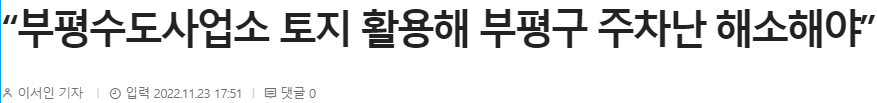 “부평수도사업소 토지 활용해 부평구 주차난 해소해야”
이서인 기자 | 입력 2022.11.23 17:51 | 댓글 0